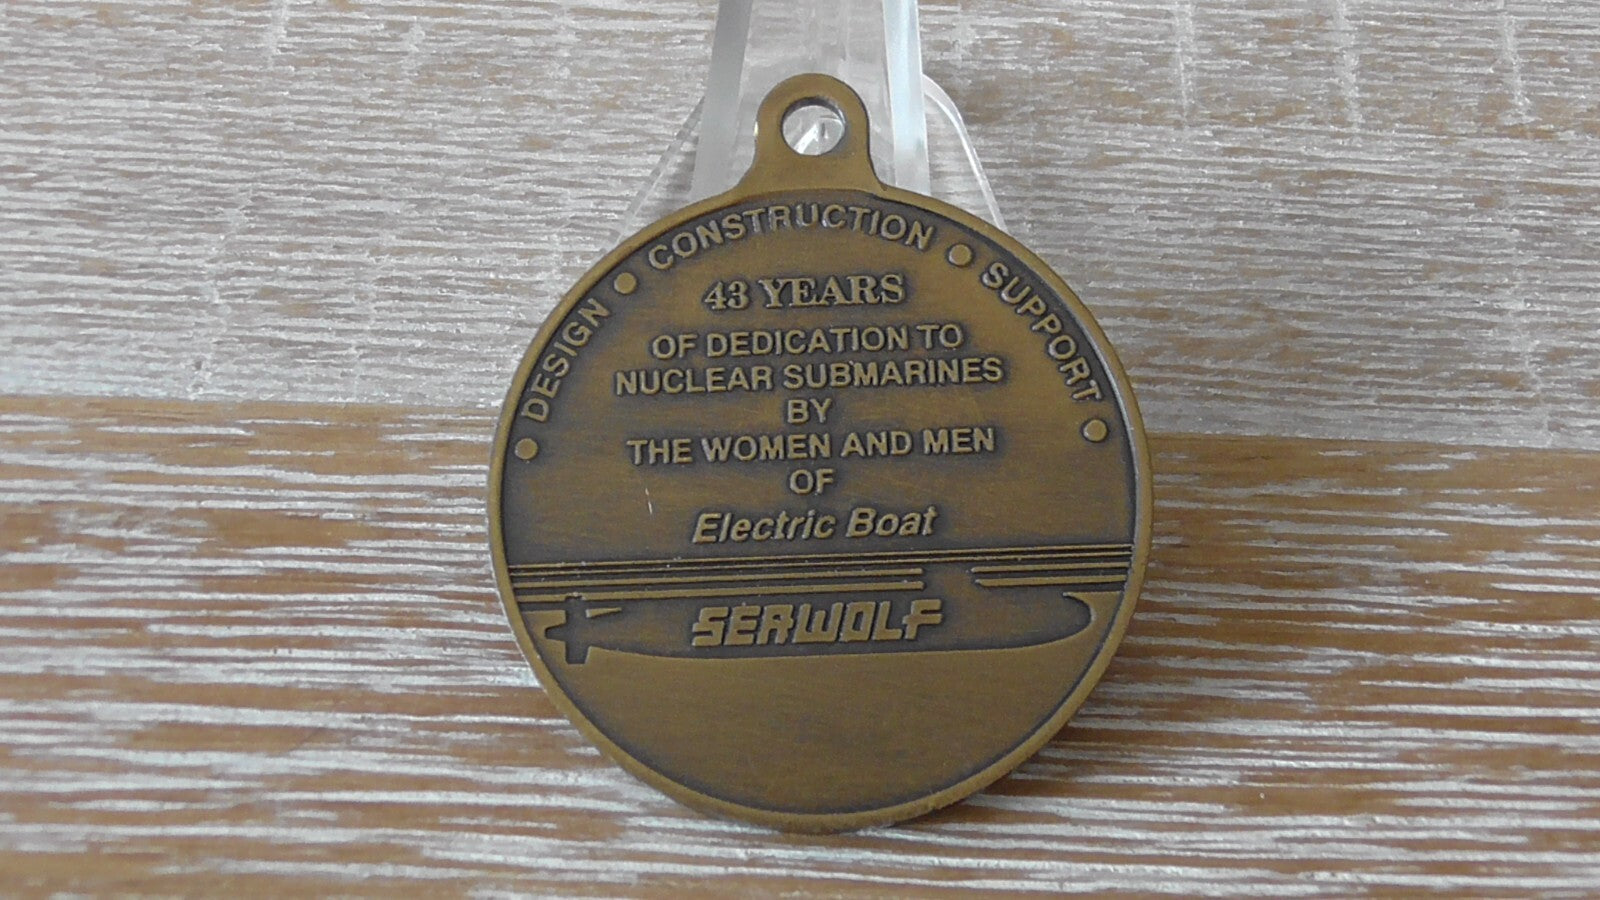 DESIGN • CONSTRUCTION • SUPPORT
43 YEARS
OF DEDICATION TO
NUCLEAR SUBMARINES
BY
THE WOMEN AND MEN
OF
Electric Boat
SEAWOLF